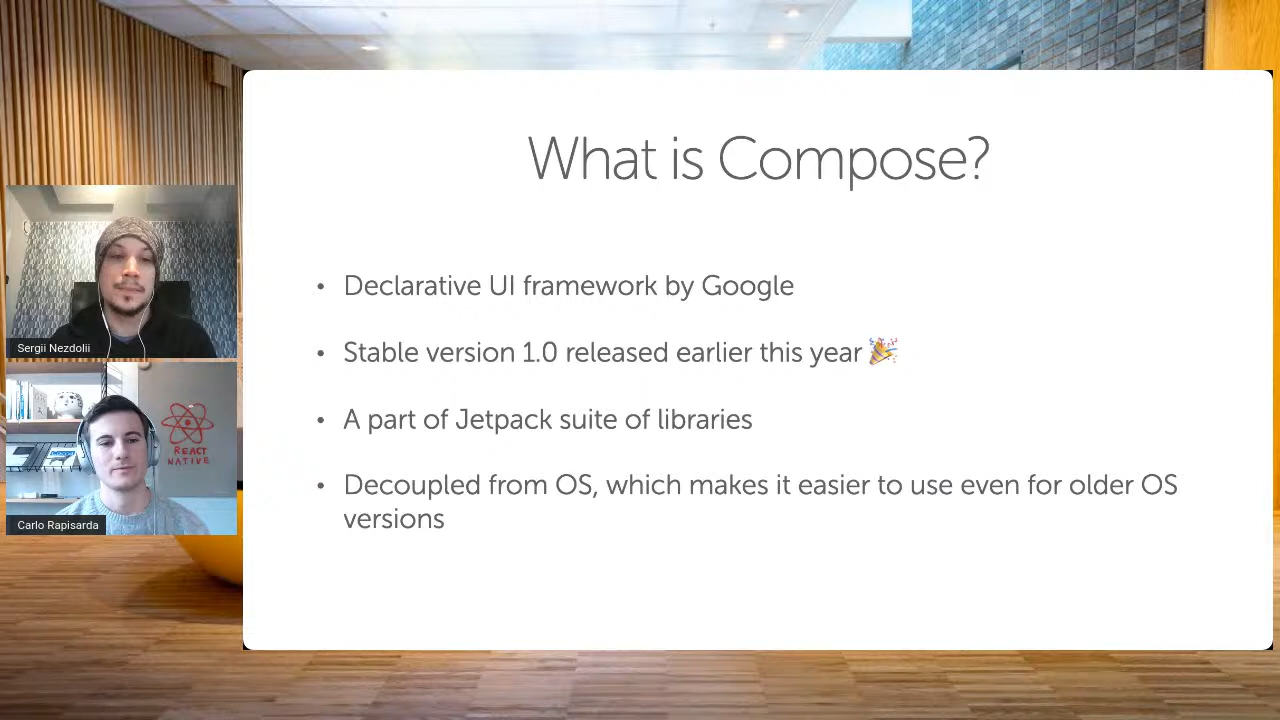 What is Compose?
• Declarative UI framework by Google
• Stable version 1.0 released earlier this year 🎉
• A part of Jetpack suite of libraries
• Decoupled from OS, which makes it easier to use even for older OS
versions
Sergii Nezdolii
REACT
NATIVE
Carlo Rapisarda